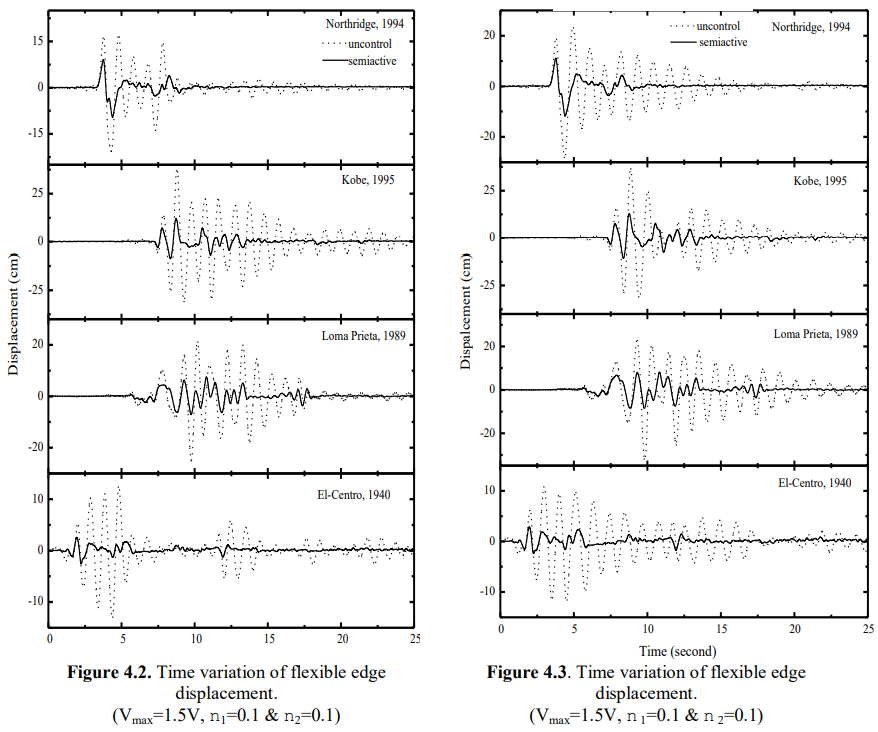 Northridge, 1994
uncontrol
semiactive
15
0
-15
Kobe, 1995
25
0
-25
Loma Prieta, 1989
20
0
-20
El-Centro, 1940
10
0
-10
0 5 10 15 20 25
Displacement (cm)
Figure 4.2. Time variation of flexible edge
displacement.
(Vmax=1.5V, n1=0.1 & n2=0.1)
uncontrol
semiactive
Northridge, 1994
20
0
-20
Kobe, 1995
25
0
-25
Loma Prieta, 1989
20
0
-20
El-Centro, 1940
10
0
-10
0 5 10 15 20 25
Dispalcement (cm)
Time (second)
Figure 4.3. Time variation of flexible edge
displacement.
(Vmax=1.5V, n1=0.1 & n2=0.1)